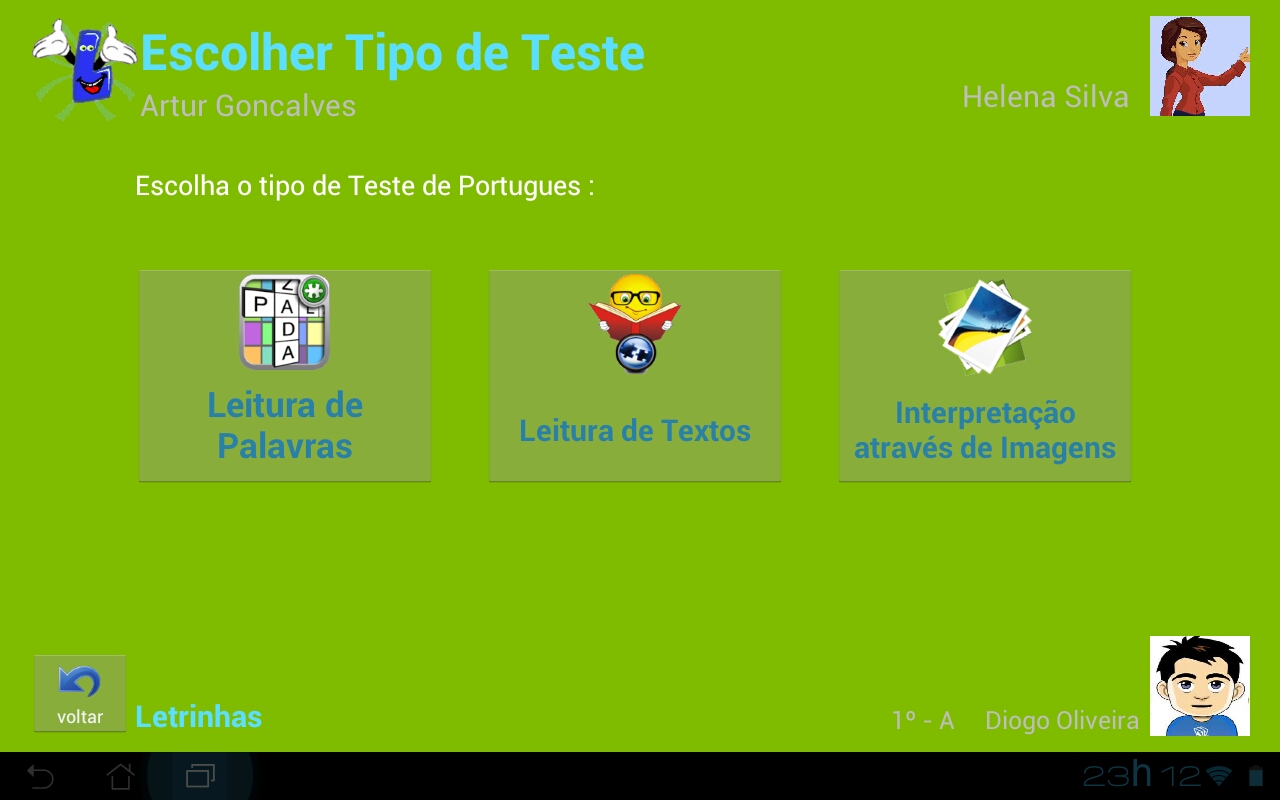 Escolher Tipo de Teste
Artur Goncalves
Helena Silva
Escolha o tipo de Teste de Portugues :
P
A
D
A
Leitura de
Palavras
Leitura de Textos
Interpretação
através de Imagens
voltar
Letrinhas
1º - A
Diogo Oliveira
23h 12